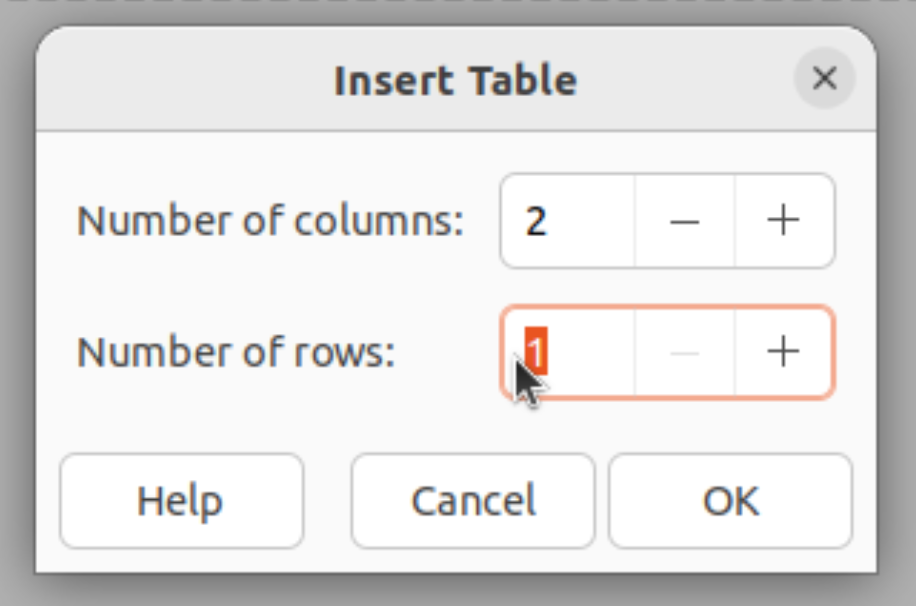 Insert Table
Number of columns: 2
Number of rows: 1
Help Cancel OK